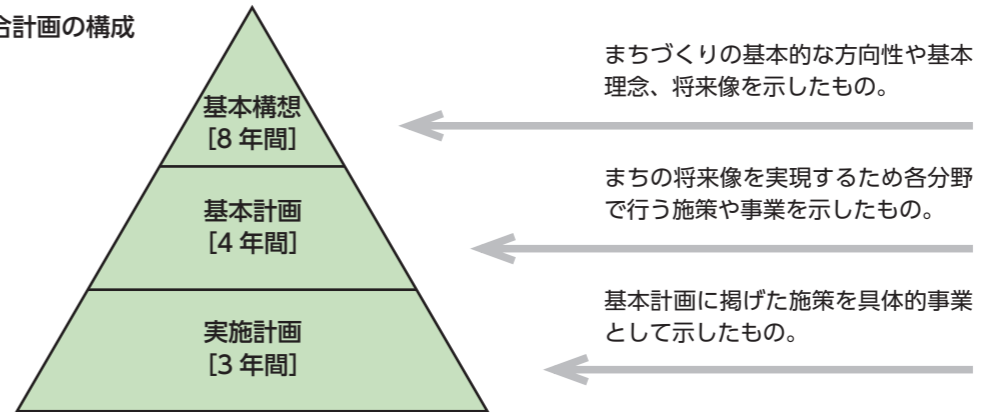 合計画の構成
基本構想
[8 年間]
まちづくりの基本的な方向性や基本
理念、将来像を示したもの。
基本計画
[4 年間]
まちの将来像を実現するため各分野
で行う施策や事業を示したもの。
実施計画
[3 年間]
基本計画に掲げた施策を具体的事業
として示したもの。